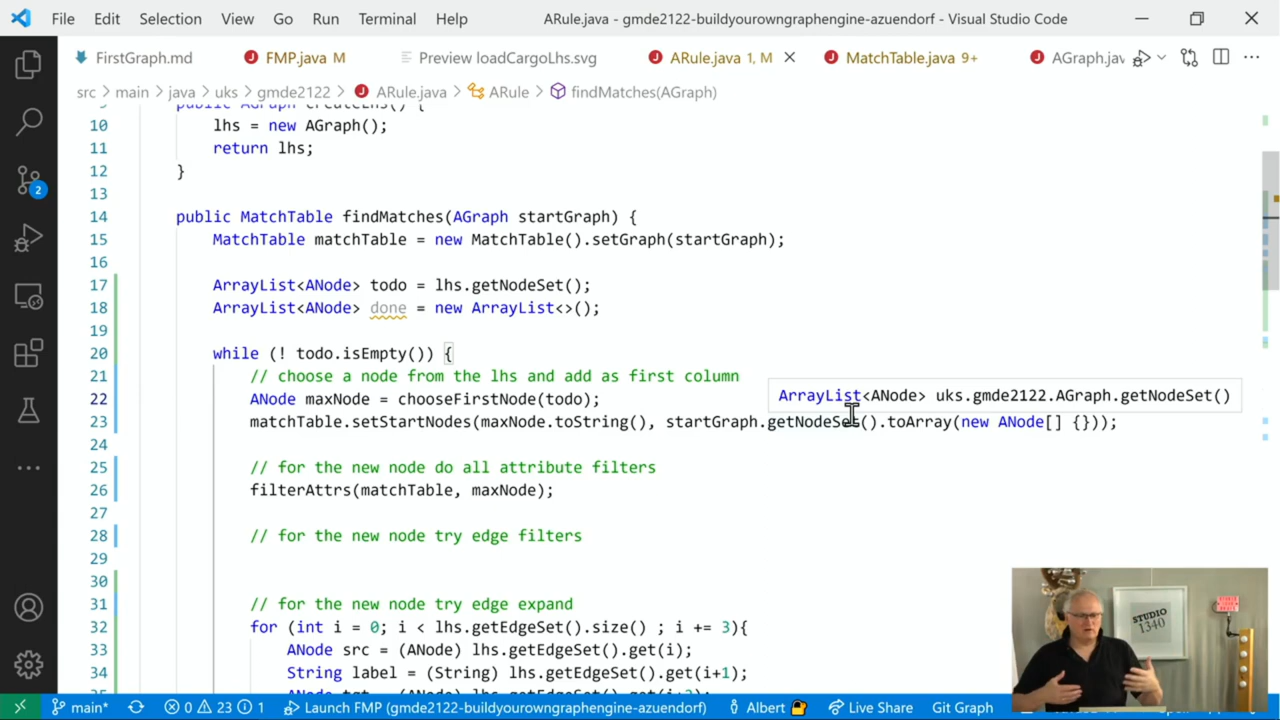 File Edit Selection View Go Run Terminal Help ARule.java - gmde2122-buildyourowngraphengine-azuendorf - Visual Studio Code
FirstGraph.md FMP.java M Preview loadCargoLhs.svg ARule.java 1, M MatchTable.java 9+ AGraph.jav
src > main > java > uks > gmde2122 > ARule.java > ARule > findMatches(AGraph)
public AGraph createLhs() {
10 lhs = new AGraph();
11 return lhs;
12 }
13
14 public MatchTable findMatches(AGraph startGraph) {
15 MatchTable matchTable = new MatchTable().setGraph(startGraph);
16
17 ArrayList<ANode> todo = lhs.getNodeSet();
18 ArrayList<ANode> done = new ArrayList<>();
19
20 while (! todo.isEmpty()) {
21 // choose a node from the lhs and add as first column
ArrayList<ANode> uks.gmde2122.AGraph.getNodeSet()
22 ANode maxNode = chooseFirstNode(todo);
23 matchTable.setStartNodes(maxNode.toString(), startGraph.getNodeSet().toArray(new ANode[] {}));
24
25 // for the new node do all attribute filters
26 filterAttrs(matchTable, maxNode);
27
28 // for the new node try edge filters
29
30
31 // for the new node try edge expand
32 for (int i = 0; i < lhs.getEdgeSet().size() ; i += 3){
33 ANode src = (ANode) lhs.getEdgeSet().get(i);
34 String label = (String) lhs.getEdgeSet().get(i+1);
2
STUDIO
1340
main* 0 23 1 Launch FMP (gmde2122-buildyourowngraphengine-azuendorf) Albert Live Share Git Graph